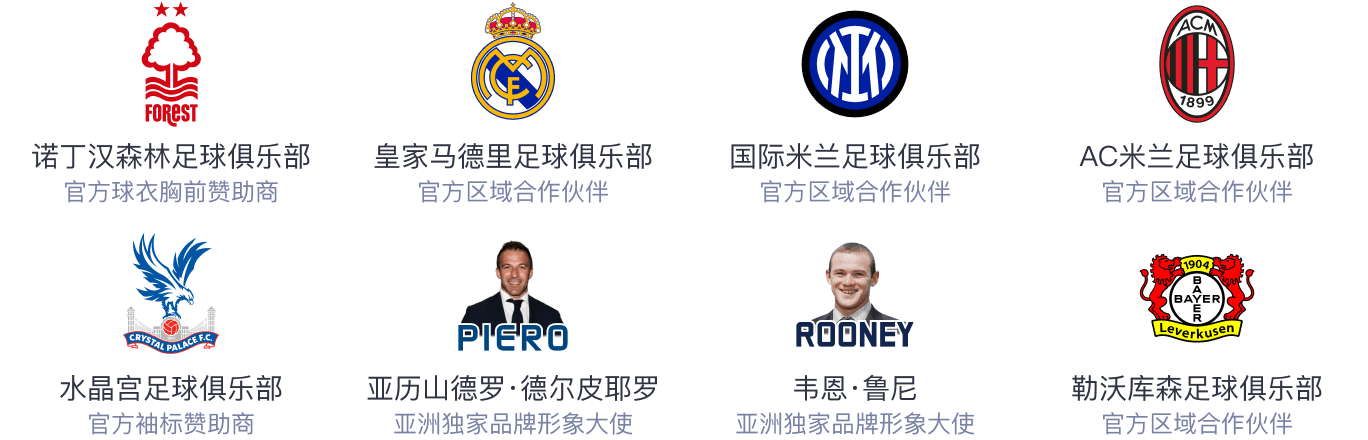 FOREST
ACM
1899
诺丁汉森林足球俱乐部
皇家马德里足球俱乐部
国际米兰足球俱乐部
AC米兰足球俱乐部
官方球衣胸前赞助商
官方区域合作伙伴
官方区域合作伙伴
官方区域合作伙伴
CRYSTAL PALACE F.C.
PIERO
ROONEY
1904
BAYER
BAYER
Leverkusen
水晶宫足球俱乐部
亚历山德罗·德尔皮耶罗
韦恩·鲁尼
勒沃库森足球俱乐部
官方袖标赞助商
亚洲独家品牌形象大使
亚洲独家品牌形象大使
官方区域合作伙伴